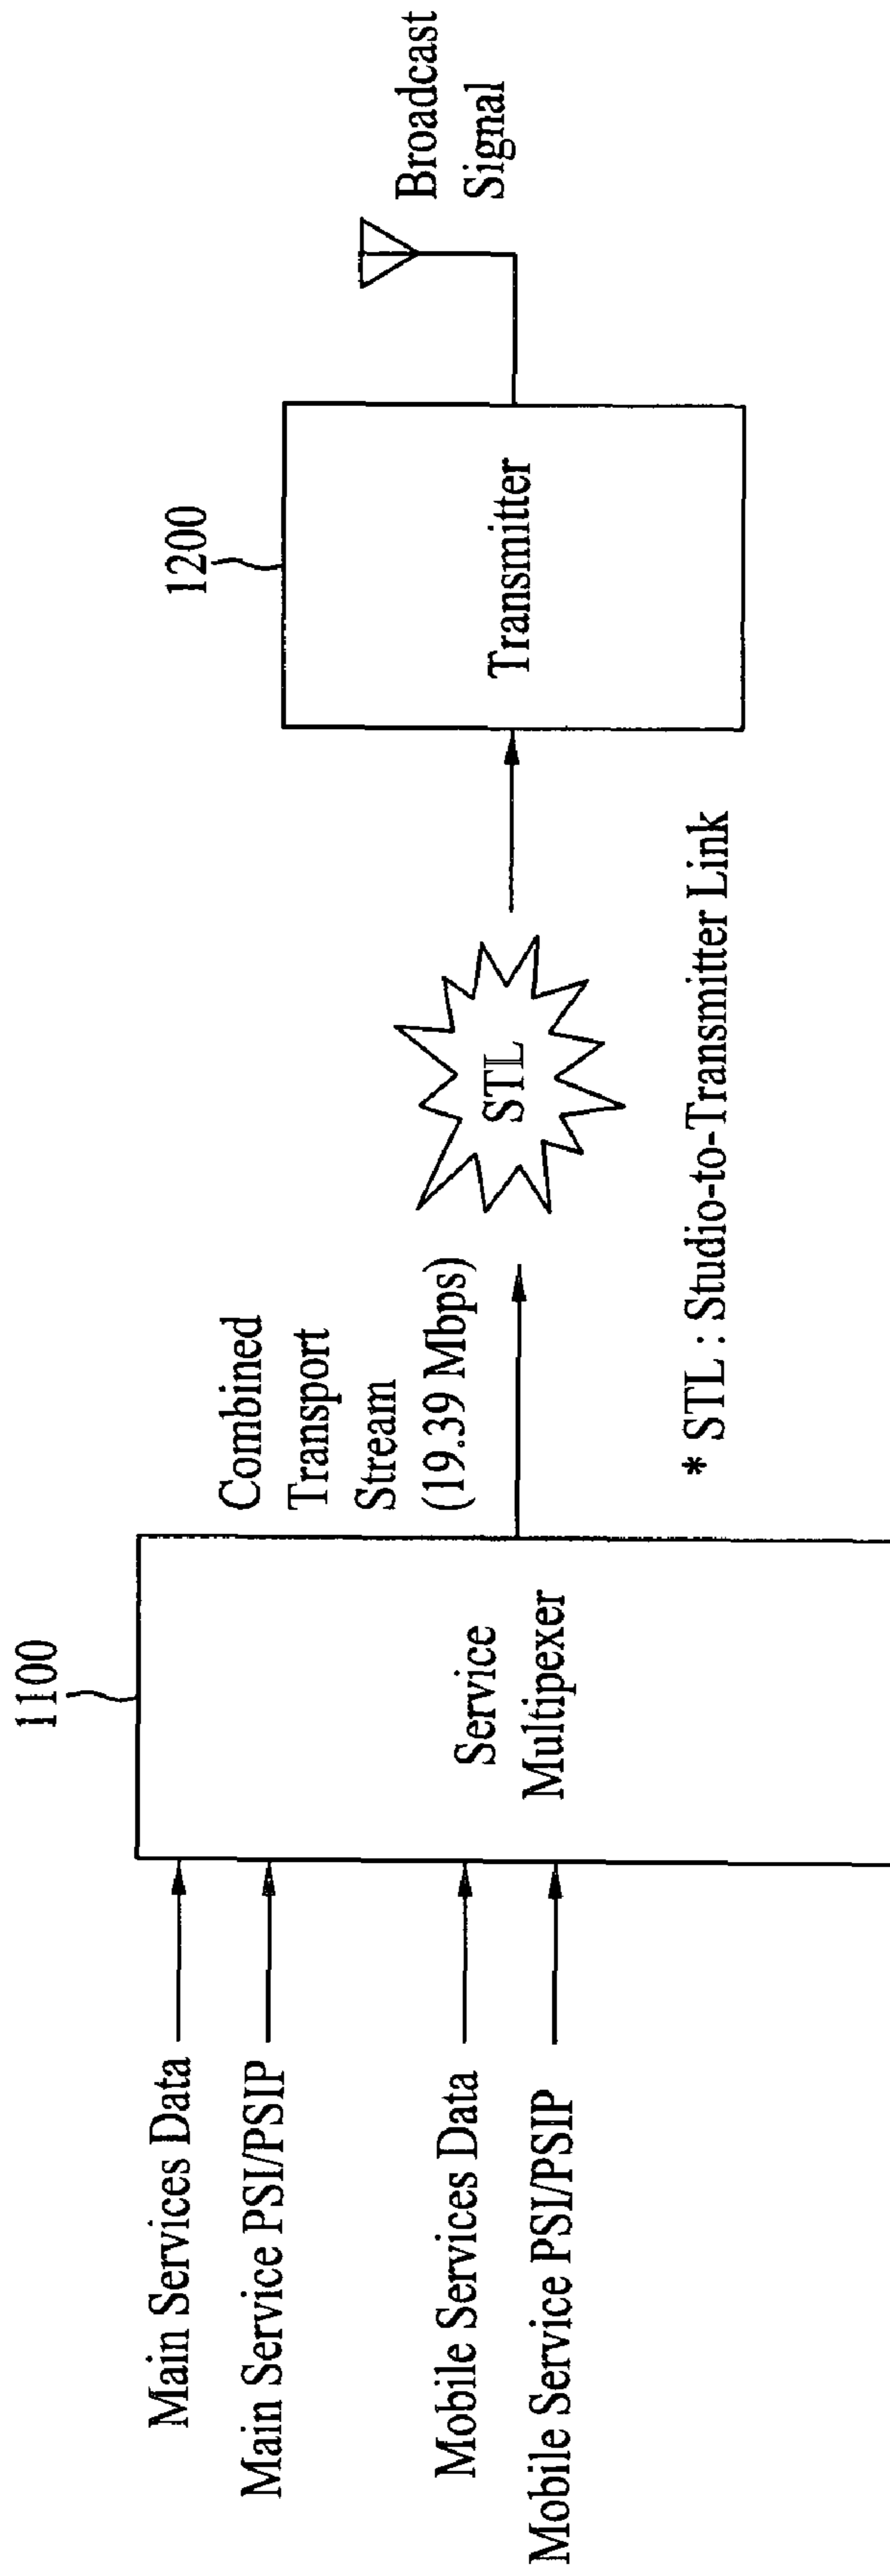 1100
1200
Main Services Data
Main Service PSI/PSIP
Mobile Services Data
Mobile Service PSI/PSIP
Service
Multipexer
Combined
Transport
Stream
(19.39 Mbps)
STL
Transmitter
Broadcast
Signal
* STL : Studio-to-Transmitter Link